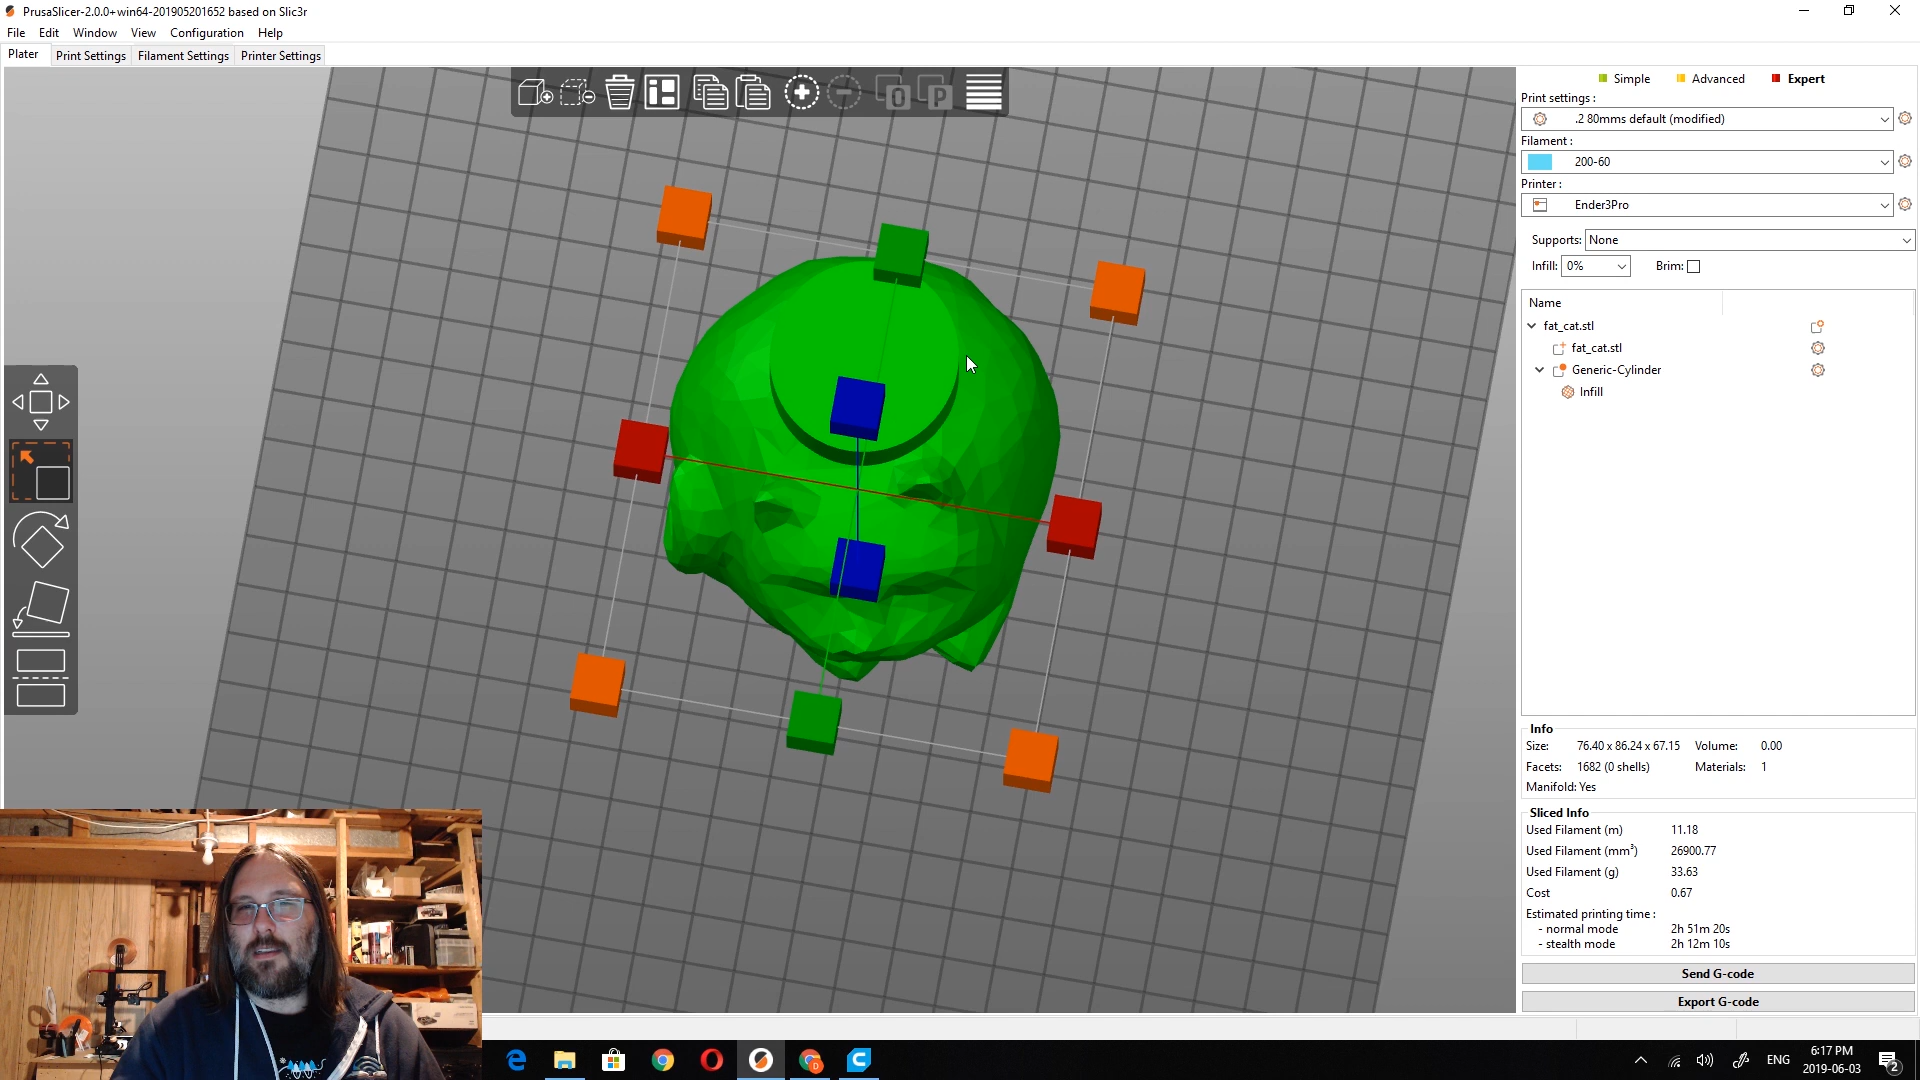 PrusaSlicer-2.0.0+win64-201905201652 based on Slic3r
File Edit Window View Configuration Help
Plater Print Settings Filament Settings Printer Settings
Simple Advanced Expert
Print settings :
.2 80mms default (modified)
Filament :
200-60
Printer :
Ender3Pro
Supports: None
Infill: 0% Brim:
Name
fat_cat.stl
fat_cat.stl
Generic-Cylinder
Infill
Info
Size: 76.40 x 86.24 x 67.15 Volume: 0.00
Facets: 1682 (0 shells) Materials: 1
Manifold: Yes
Sliced Info
Used Filament (m) 11.18
Used Filament (mm³) 26900.77
Used Filament (g) 33.63
Cost 0.67
Estimated printing time :
- normal mode 2h 51m 20s
- stealth mode 2h 12m 10s
Send G-code
Export G-code
O P
D
ENG
6:17 PM
2019-06-03
2